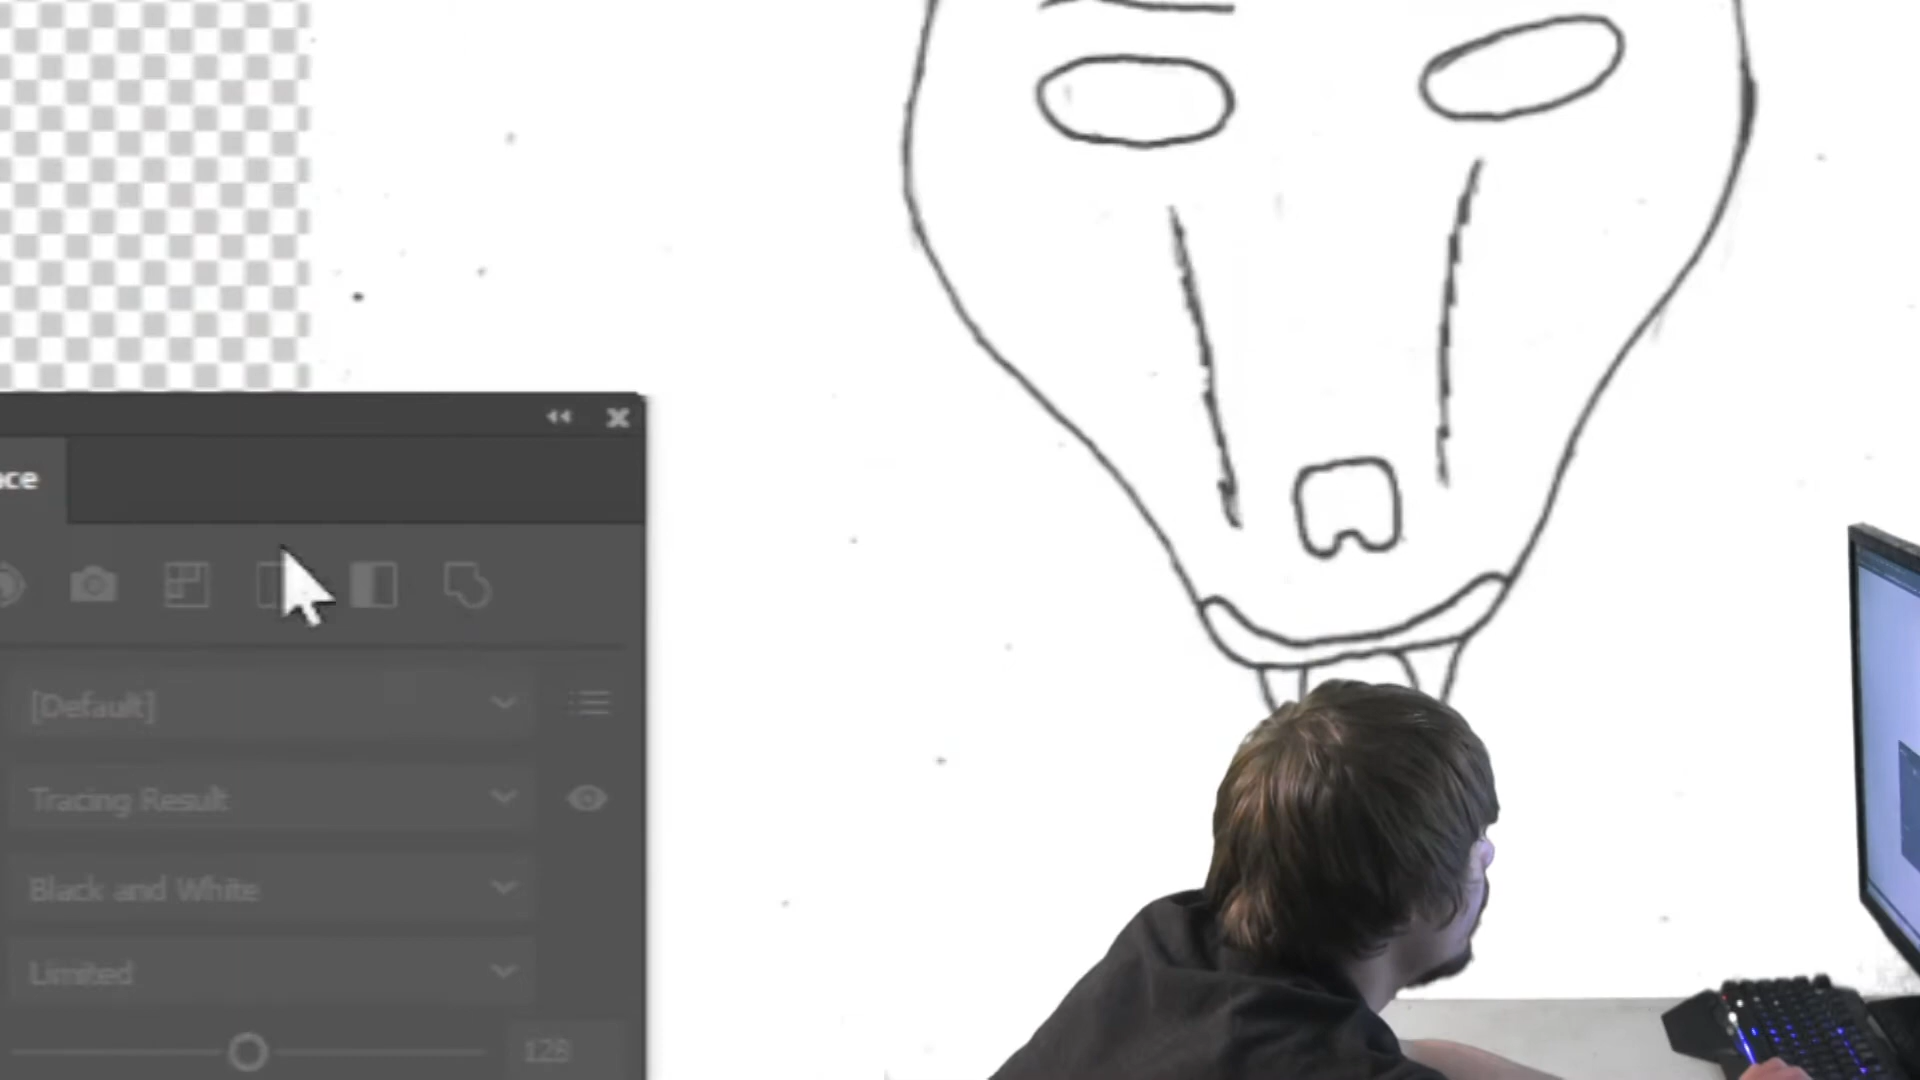 ce
[Default]
Tracing Result
Black and White
Limited
128